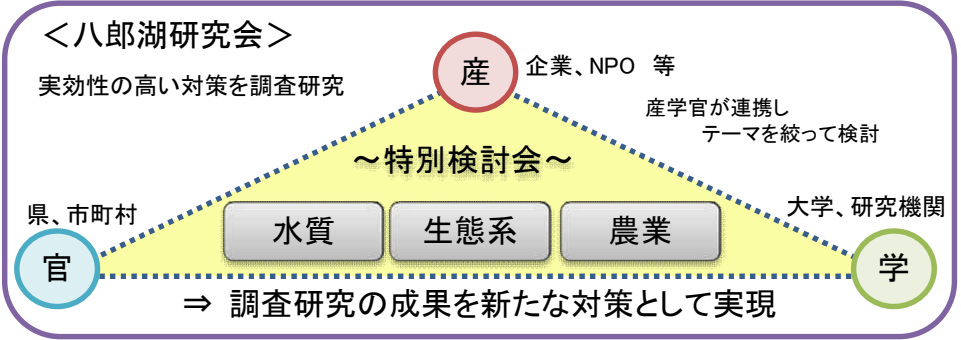 ＜八郎湖研究会＞
実効性の高い対策を調査研究
産
企業、NPO　等
産学官が連携し
テーマを絞って検討
～特別検討会～
県、市町村
水質
生態系
農業
大学、研究機関
官
学
⇒ 調査研究の成果を新たな対策として実現